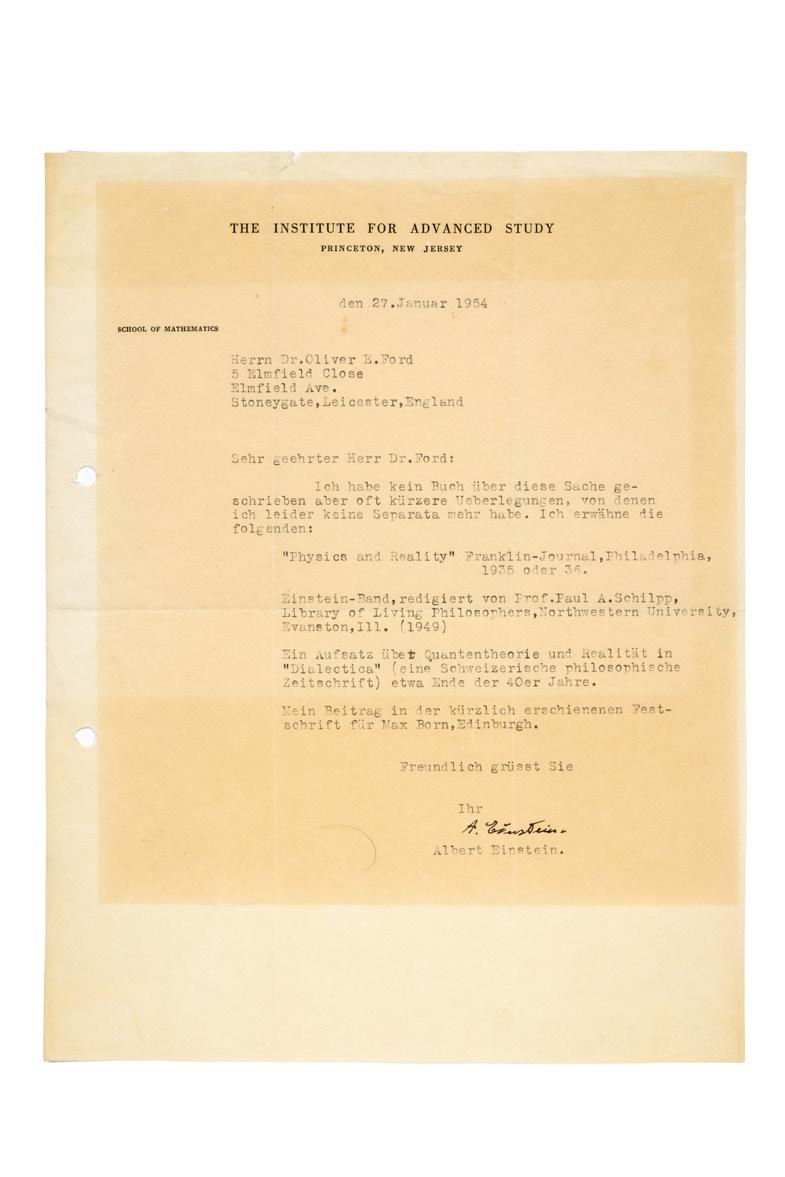 THE INSTITUTE FOR ADVANCED STUDY
PRINCETON, NEW JERSEY
den 27.Januar 1954
SCHOOL OF MATHEMATICS
Herrn Dr.Oliver E.Ford
5 Elmfield Close
Elmfield Ave.
Stoneygate,Leicester,England
Sehr geehrter Herr Dr.Ford:
Ich habe kein Buch über diese Sache ge-
schrieben aber oft kürzere Ueberlegungen, von denen
ich leider keine Separata mehr habe. Ich erwähne die
folgenden:
"Physics and Reality" Franklin-Journal,Philadelphia,
1935 oder 36.
Einstein-Band,redigiert von Prof.Paul A.Schilpp,
Library of Living Philosophers,Northwestern University,
Evanston,Ill. (1949)
Ein Aufsatz über Quantentheorie und Realität in
"Dialectica" (eine Schweizerische philosophische
Zeitschrift) etwa Ende der 40er Jahre.
Mein Beitrag in der kürzlich erschienenen Fest-
schrift für Max Born,Edinburgh.
Freundlich grüsst Sie
Ihr
A. Einstein.
Albert Einstein.